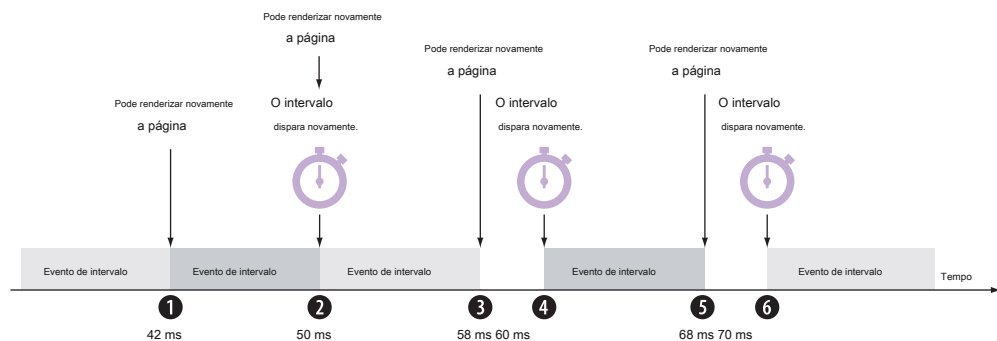 Pode renderizar novamente
a página
Pode renderizar novamente
a página
Pode renderizar novamente
a página
Pode renderizar novamente
a página
O intervalo
dispara novamente.
O intervalo
dispara novamente.
O intervalo
dispara novamente.
Evento de intervalo
Evento de intervalo
Evento de intervalo
Evento de intervalo
Evento de intervalo
Tempo
1 2 3 4 5 6
42 ms 50 ms 58 ms 60 ms 68 ms 70 ms